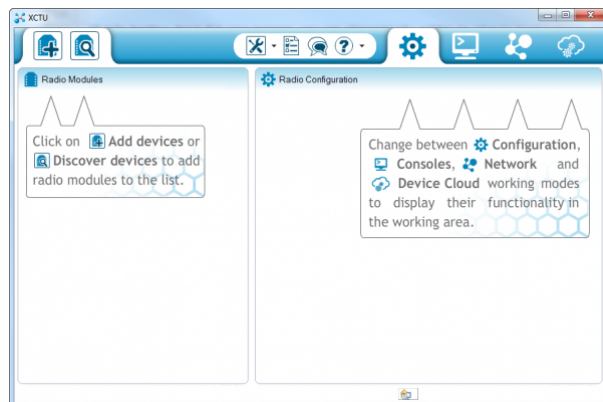 XCTU
Radio Modules
Click on Add devices or
Discover devices to add
radio modules to the list.
Radio Configuration
Change between Configuration,
Consoles, Network and
Device Cloud working modes
to display their functionality in
the working area.